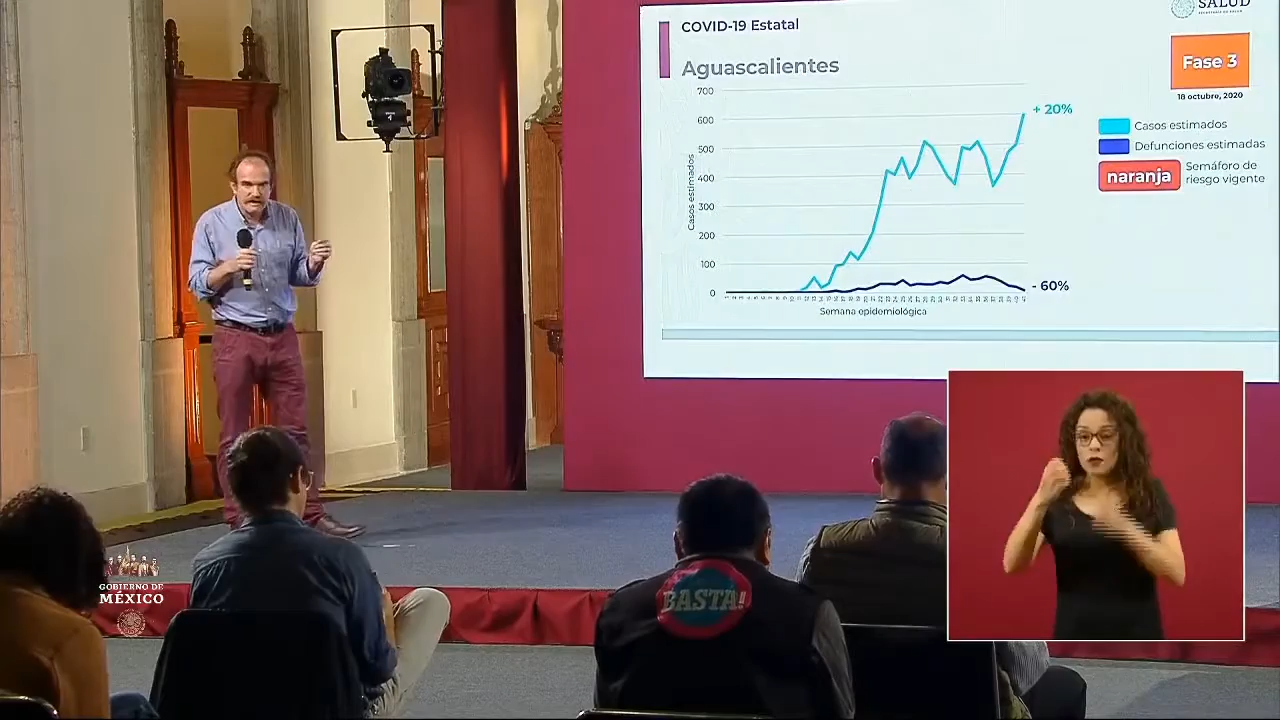 COVID-19 Estatal
Aguascalientes
SALUD
Fase 3
18 octubre, 2020
700
600
500
400
300
200
100
0
Casos estimados
Semana epidemiológica
+ 20%
- 60%
Casos estimados
Defunciones estimadas
naranja
Semáforo de
riesgo vigente
BASTA!
GOBIERNO DE
MÉXICO